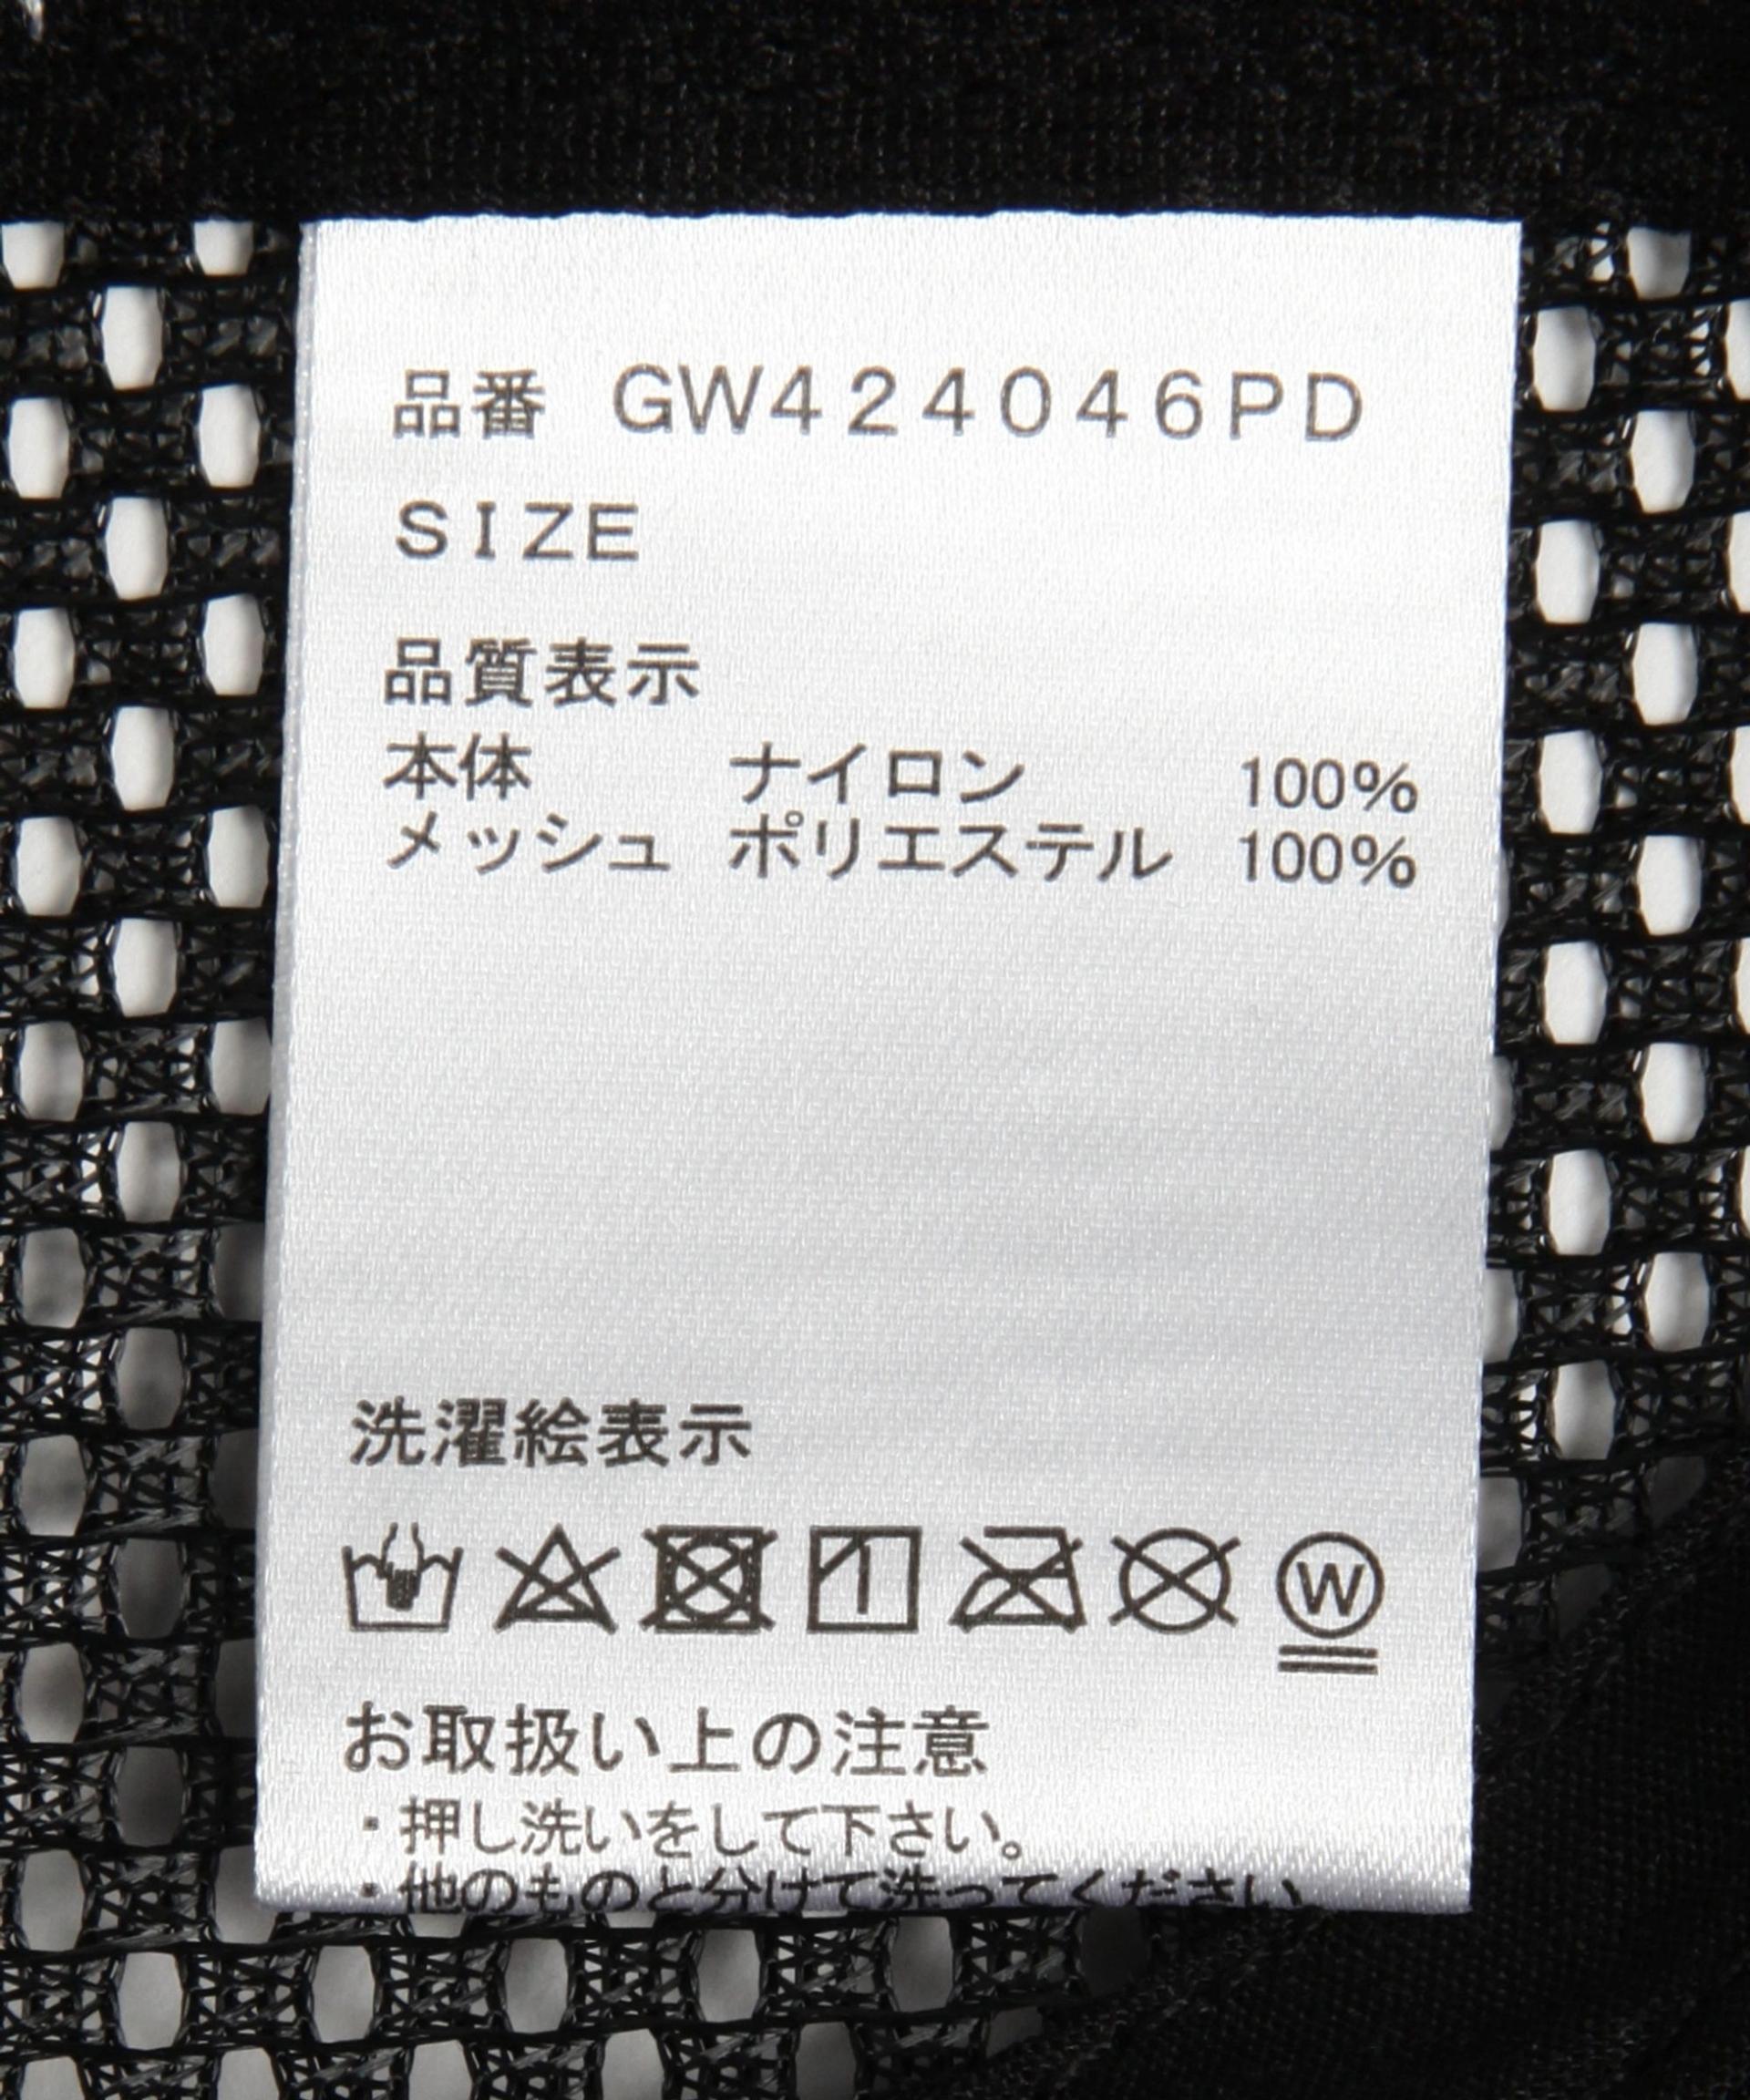 品番 GW424046PD
SIZE
品質表示
本体 ナイロン 100%
メッシュ ポリエステル 100%
洗濯絵表示
W
お取扱い上の注意
・押し洗いをして下さい。
・他のものと分けて洗ってください